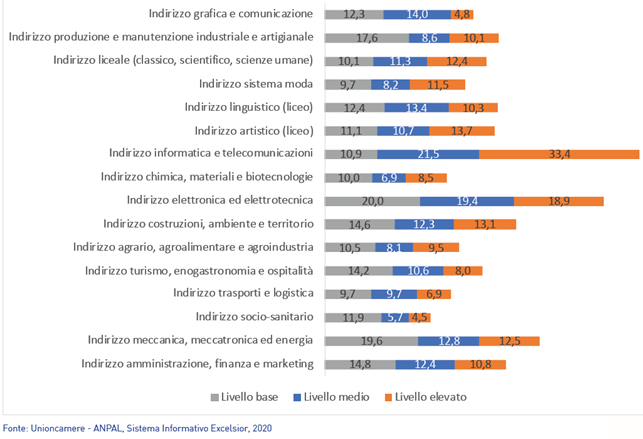 Indirizzo grafica e comunicazione 12,3 14,0 4,8
Indirizzo produzione e manutenzione industriale e artigianale 17,6 8,6 10,1
Indirizzo liceale (classico, scientifico, scienze umane) 10,1 11,3 12,4
Indirizzo sistema moda 9,7 8,2 11,5
Indirizzo linguistico (liceo) 12,4 13,4 10,3
Indirizzo artistico (liceo) 11,1 10,7 13,7
Indirizzo informatica e telecomunicazioni 10,9 21,5 33,4
Indirizzo chimica, materiali e biotecnologie 10,0 6,9 8,5
Indirizzo elettronica ed elettrotecnica 20,0 19,4 18,9
Indirizzo costruzioni, ambiente e territorio 14,6 12,3 13,1
Indirizzo agrario, agroalimentare e agroindustria 10,5 8,1 9,5
Indirizzo turismo, enogastronomia e ospitalità 14,2 10,6 8,0
Indirizzo trasporti e logistica 9,7 9,7 6,9
Indirizzo socio-sanitario 11,9 5,7 4,5
Indirizzo meccanica, meccatronica ed energia 19,6 12,8 12,5
Indirizzo amministrazione, finanza e marketing 14,8 12,4 10,8
Livello base Livello medio Livello elevato
Fonte: Unioncamere - ANPAL, Sistema Informativo Excelsior, 2020